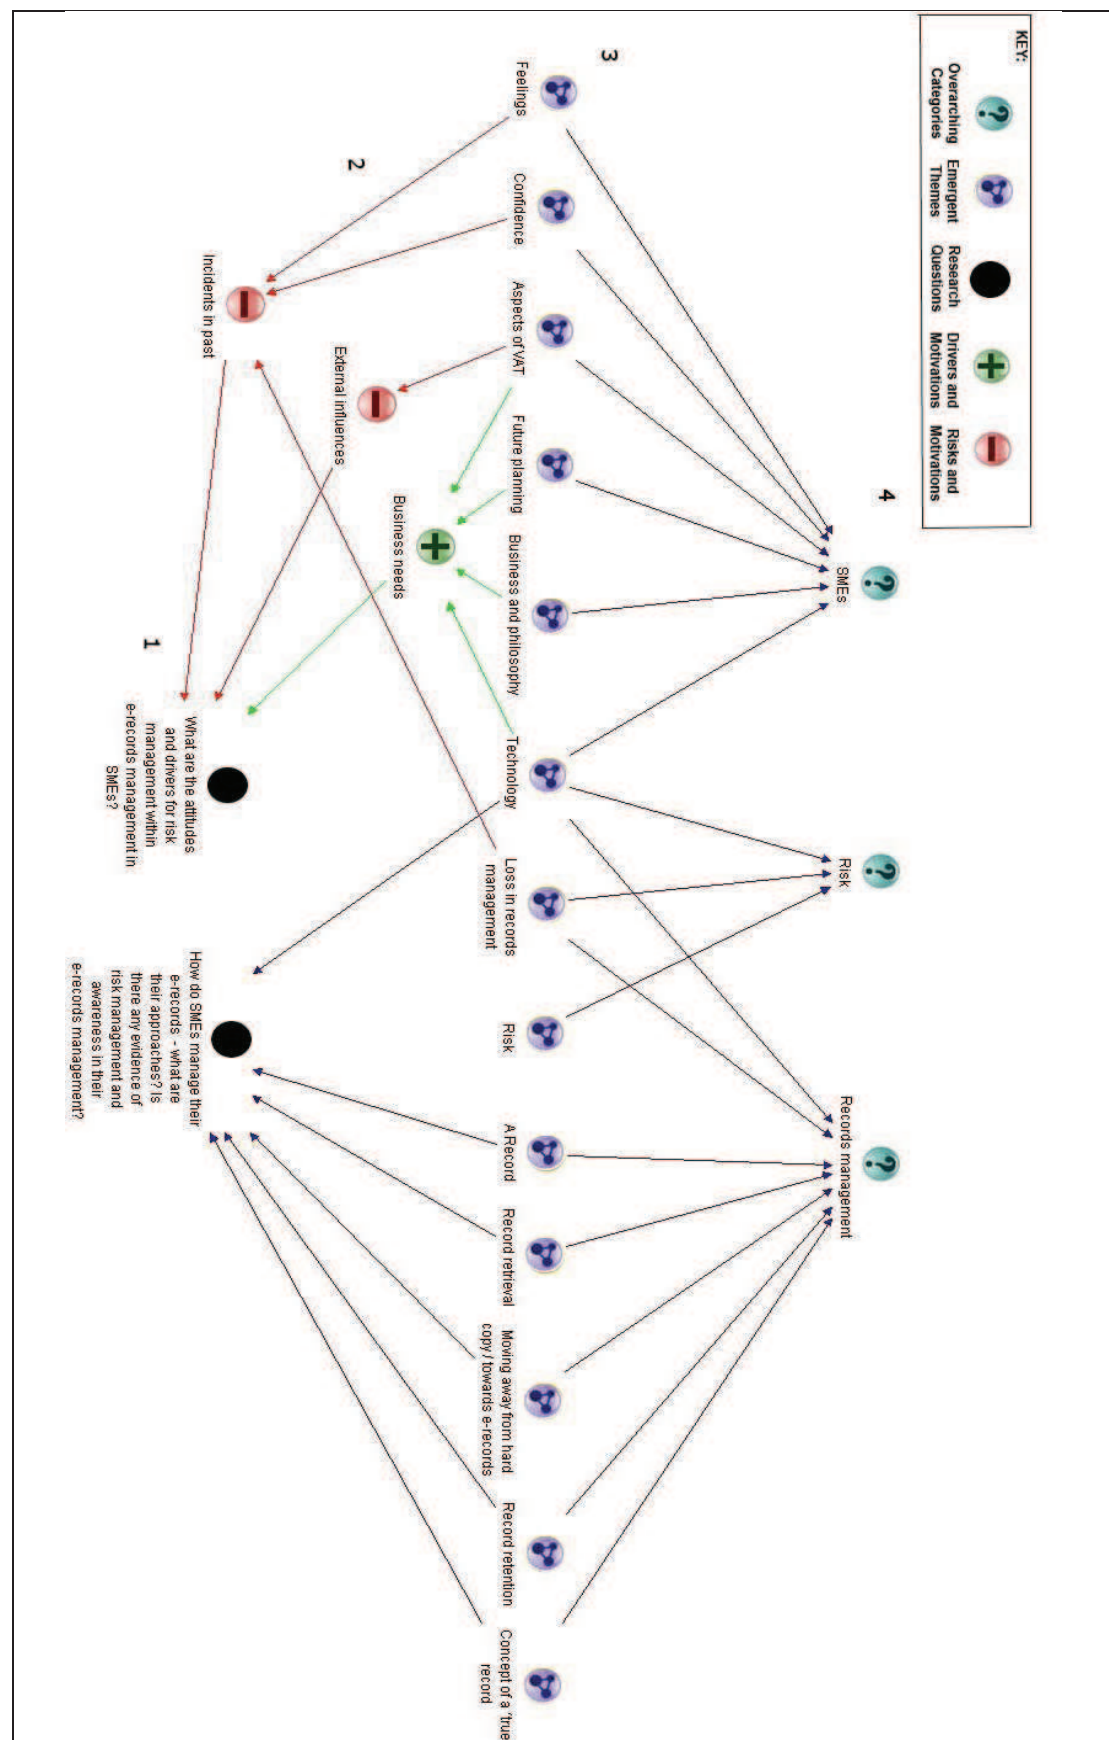 KEY:
Overarching
Categories
Emergent
Themes
Research
Questions
Drivers and
Motivations
Risks and
Motivations
4
SMEs
Risk
Records management
3
Feelings
Confidence
Aspects of VAT
Future planning
Business and philosophy
Technology
Loss in records
management
Risk
A Record
Record retrieval
Moving away from hard
copy / towards e-records
Record retention
Concept of a 'true
record
2
Incidents in past
External influences
Business needs
1
What are the attitudes
and drivers for risk
management within
e-records management in
SMEs?
How do SMEs manage their
e-records - what are
their approaches? Is
there any evidence of
risk management and
awareness in their
e-records management?